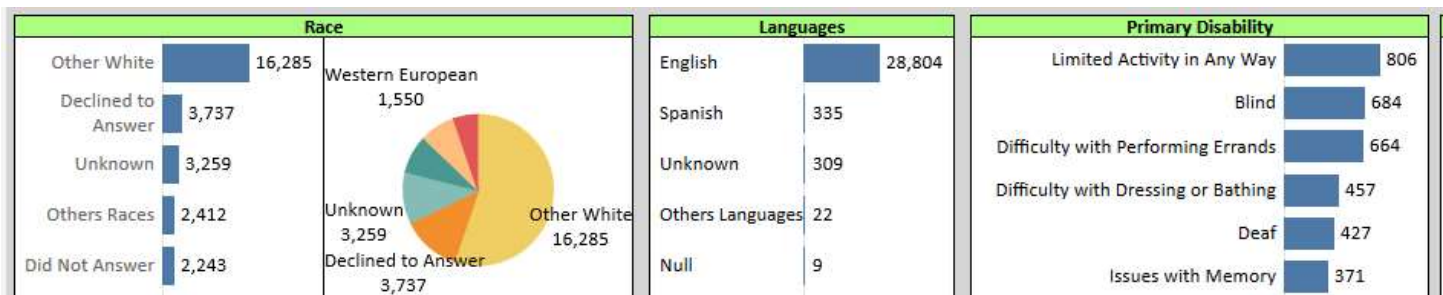 Race
Other White 16,285
Declined to
Answer 3,737
Unknown 3,259
Others Races 2,412
Did Not Answer 2,243
Western European
1,550
Unknown
3,259
Other White
16,285
Declined to Answer
3,737
Languages
English 28,804
Spanish 335
Unknown 309
Others Languages 22
Null 9
Primary Disability
Limited Activity in Any Way 806
Blind 684
Difficulty with Performing Errands 664
Difficulty with Dressing or Bathing 457
Deaf 427
Issues with Memory 371